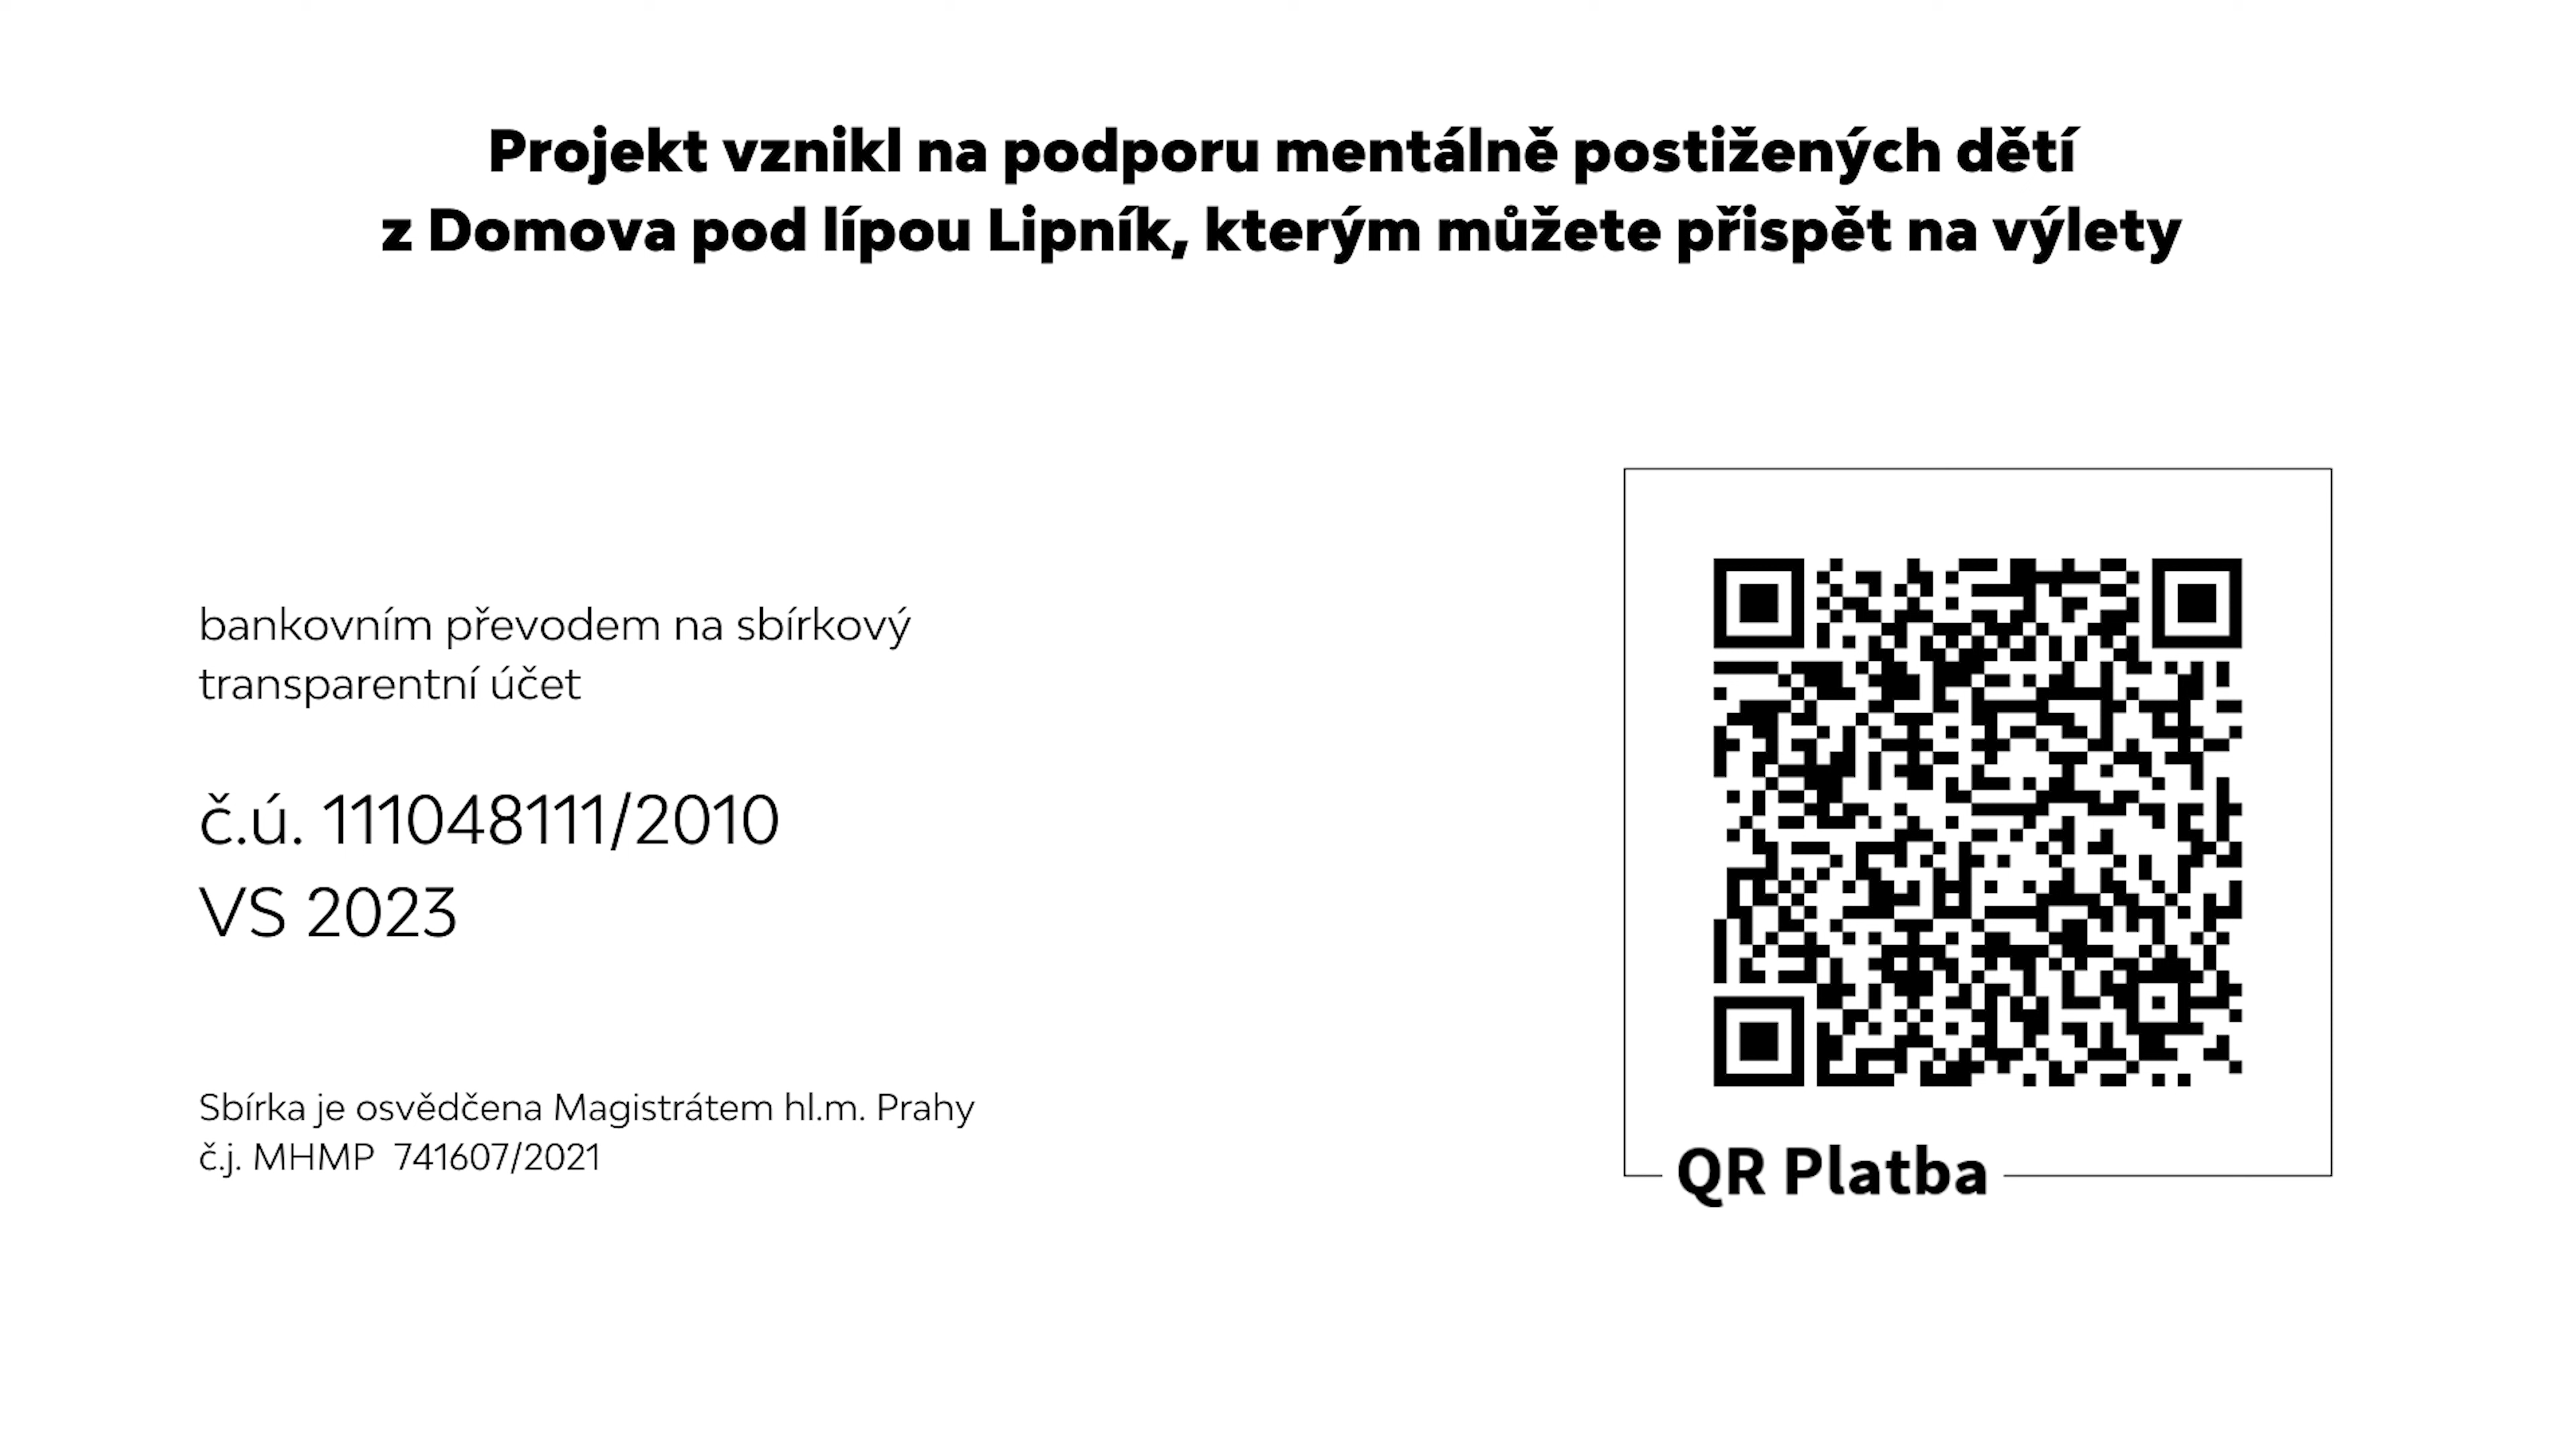 Projekt vznikl na podporu mentálně postižených dětí
z Domova pod lípou Lipník, kterým můžete přispět na výlety
bankovním převodem na sbírkový
transparentní účet
č.ú. 111048111/2010
VS 2023
Sbírka je osvědčena Magistrátem hl.m. Prahy
č.j. MHMP  741607/2021
QR Platba